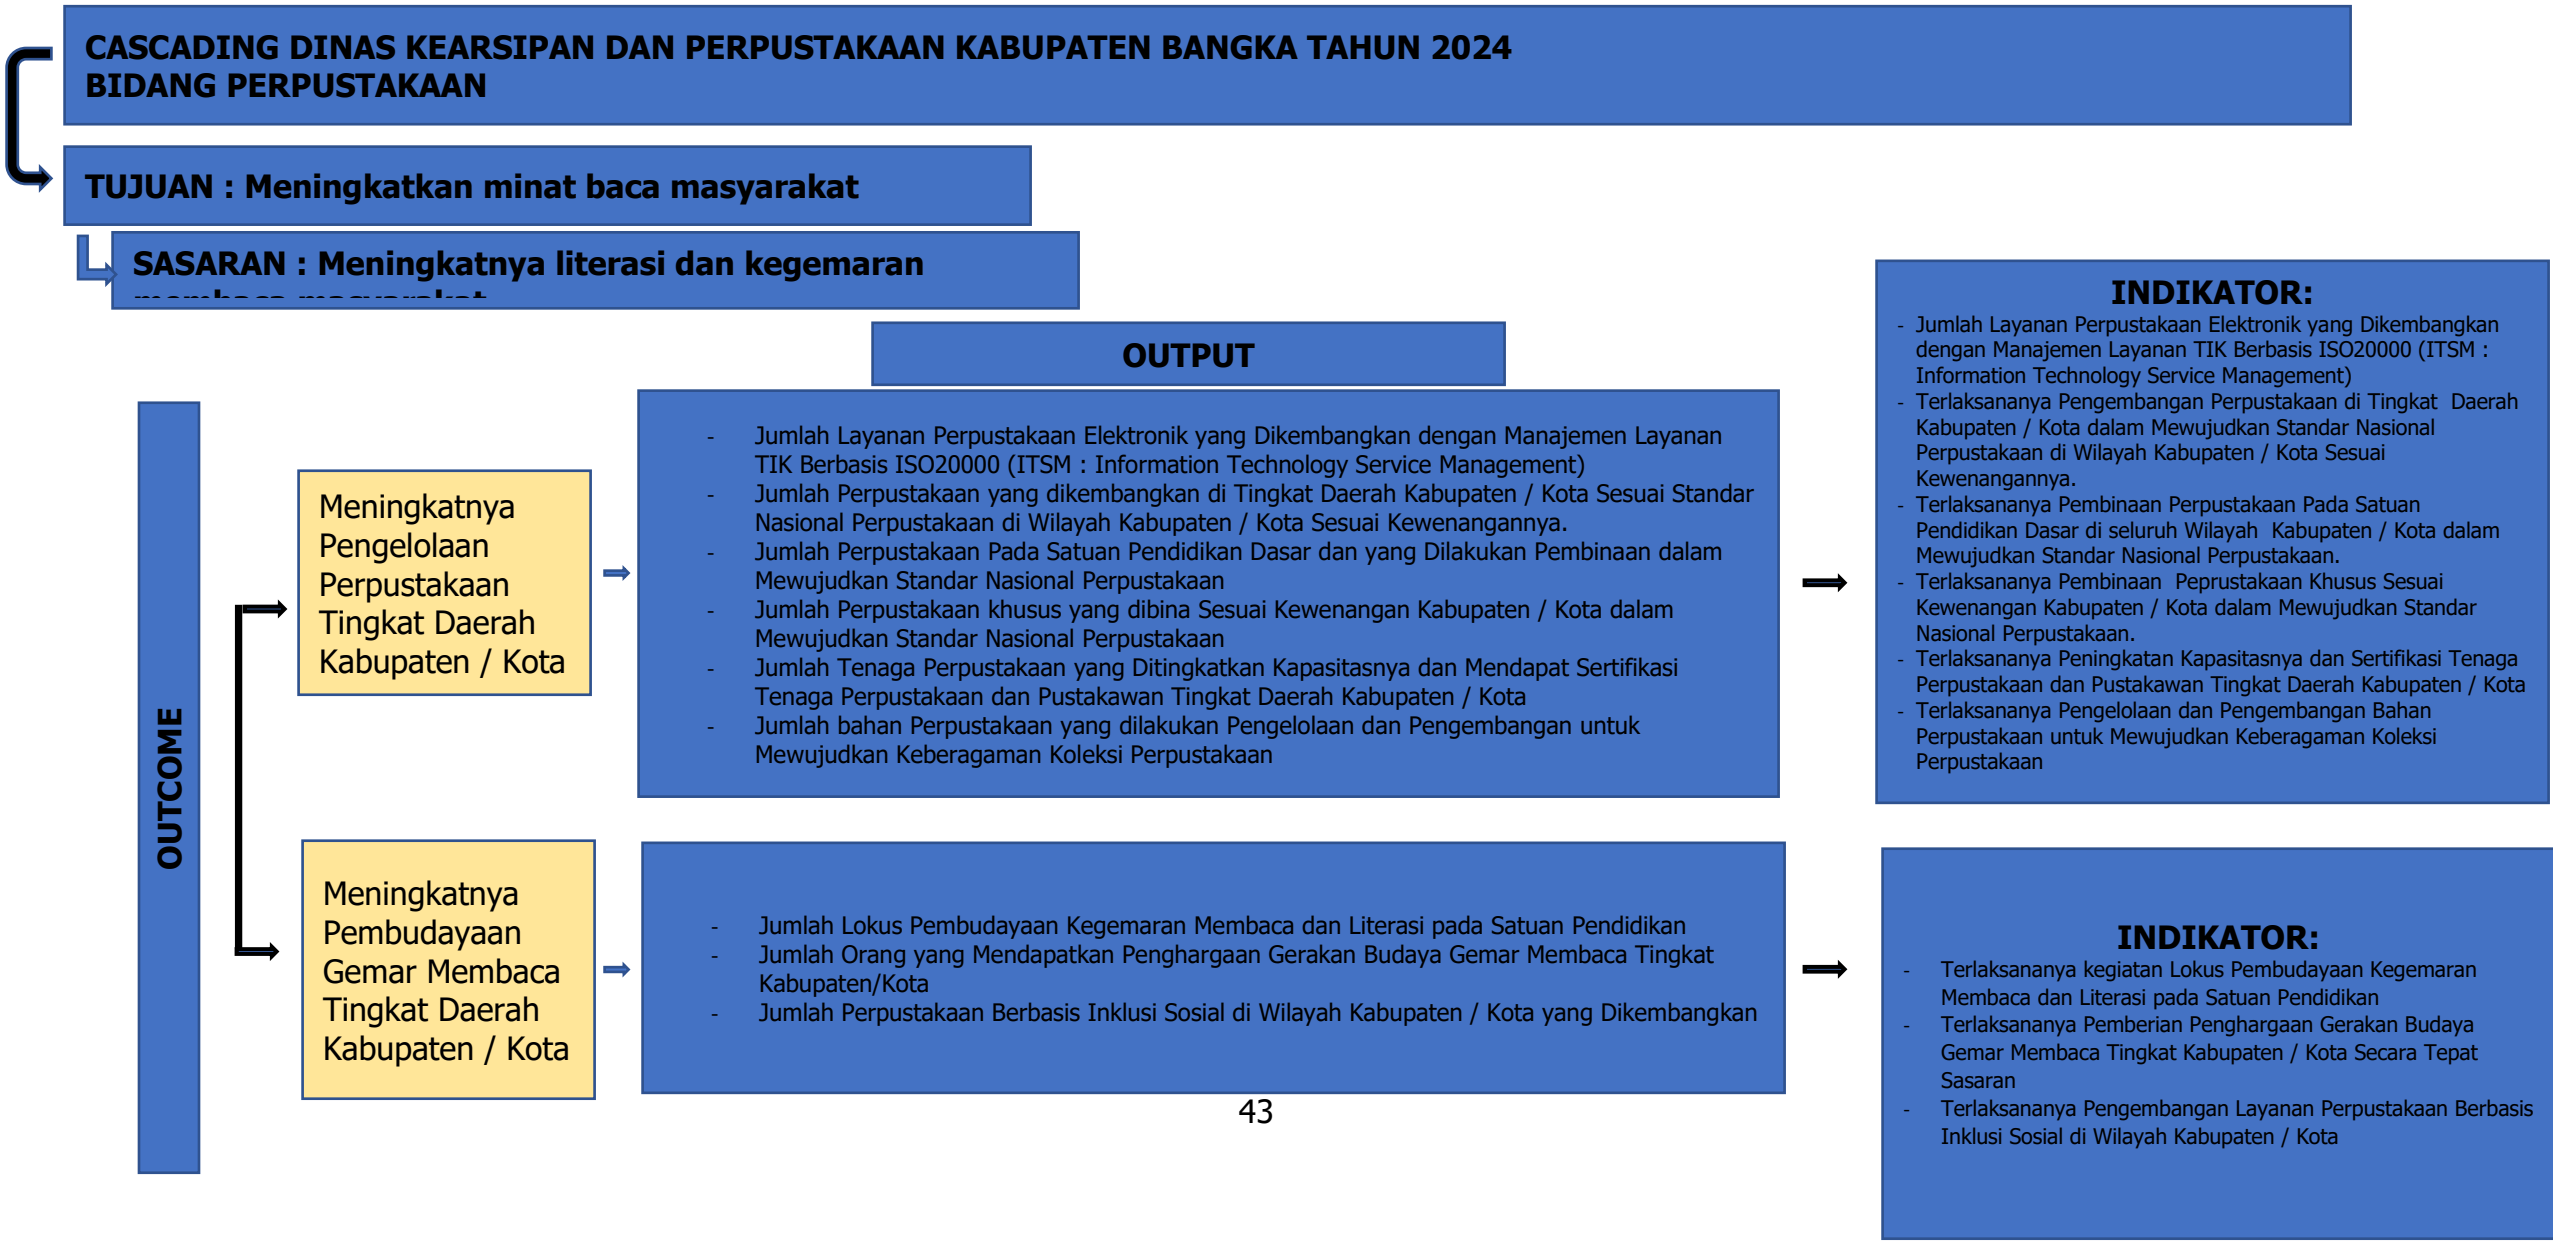 CASCADING DINAS KEARSIPAN DAN PERPUSTAKAAN KABUPATEN BANGKA TAHUN 2024
BIDANG PERPUSTAKAAN
TUJUAN : Meningkatkan minat baca masyarakat
SASARAN : Meningkatnya literasi dan kegemaran
membaca masyarakat
OUTPUT
OUTCOME
Meningkatnya
Pengelolaan
Perpustakaan
Tingkat Daerah
Kabupaten / Kota
- Jumlah Layanan Perpustakaan Elektronik yang Dikembangkan dengan Manajemen Layanan
TIK Berbasis ISO20000 (ITSM : Information Technology Service Management)
- Jumlah Perpustakaan yang dikembangkan di Tingkat Daerah Kabupaten / Kota Sesuai Standar
Nasional Perpustakaan di Wilayah Kabupaten / Kota Sesuai Kewenangannya.
- Jumlah Perpustakaan Pada Satuan Pendidikan Dasar dan yang Dilakukan Pembinaan dalam
Mewujudkan Standar Nasional Perpustakaan
- Jumlah Perpustakaan khusus yang dibina Sesuai Kewenangan Kabupaten / Kota dalam
Mewujudkan Standar Nasional Perpustakaan
- Jumlah Tenaga Perpustakaan yang Ditingkatkan Kapasitasnya dan Mendapat Sertifikasi
Tenaga Perpustakaan dan Pustakawan Tingkat Daerah Kabupaten / Kota
- Jumlah bahan Perpustakaan yang dilakukan Pengelolaan dan Pengembangan untuk
Mewujudkan Keberagaman Koleksi Perpustakaan
INDIKATOR:
- Jumlah Layanan Perpustakaan Elektronik yang Dikembangkan
dengan Manajemen Layanan TIK Berbasis ISO20000 (ITSM :
Information Technology Service Management)
- Terlaksananya Pengembangan Perpustakaan di Tingkat Daerah
Kabupaten / Kota dalam Mewujudkan Standar Nasional
Perpustakaan di Wilayah Kabupaten / Kota Sesuai
Kewenangannya.
- Terlaksananya Pembinaan Perpustakaan Pada Satuan
Pendidikan Dasar di seluruh Wilayah Kabupaten / Kota dalam
Mewujudkan Standar Nasional Perpustakaan.
- Terlaksananya Pembinaan Peprustakaan Khusus Sesuai
Kewenangan Kabupaten / Kota dalam Mewujudkan Standar
Nasional Perpustakaan.
- Terlaksananya Peningkatan Kapasitasnya dan Sertifikasi Tenaga
Perpustakaan dan Pustakawan Tingkat Daerah Kabupaten / Kota
- Terlaksananya Pengelolaan dan Pengembangan Bahan
Perpustakaan untuk Mewujudkan Keberagaman Koleksi
Perpustakaan
Meningkatnya
Pembudayaan
Gemar Membaca
Tingkat Daerah
Kabupaten / Kota
- Jumlah Lokus Pembudayaan Kegemaran Membaca dan Literasi pada Satuan Pendidikan
- Jumlah Orang yang Mendapatkan Penghargaan Gerakan Budaya Gemar Membaca Tingkat
Kabupaten/Kota
- Jumlah Perpustakaan Berbasis Inklusi Sosial di Wilayah Kabupaten / Kota yang Dikembangkan
INDIKATOR:
- Terlaksananya kegiatan Lokus Pembudayaan Kegemaran
Membaca dan Literasi pada Satuan Pendidikan
- Terlaksananya Pemberian Penghargaan Gerakan Budaya
Gemar Membaca Tingkat Kabupaten / Kota Secara Tepat
Sasaran
- Terlaksananya Pengembangan Layanan Perpustakaan Berbasis
Inklusi Sosial di Wilayah Kabupaten / Kota
43